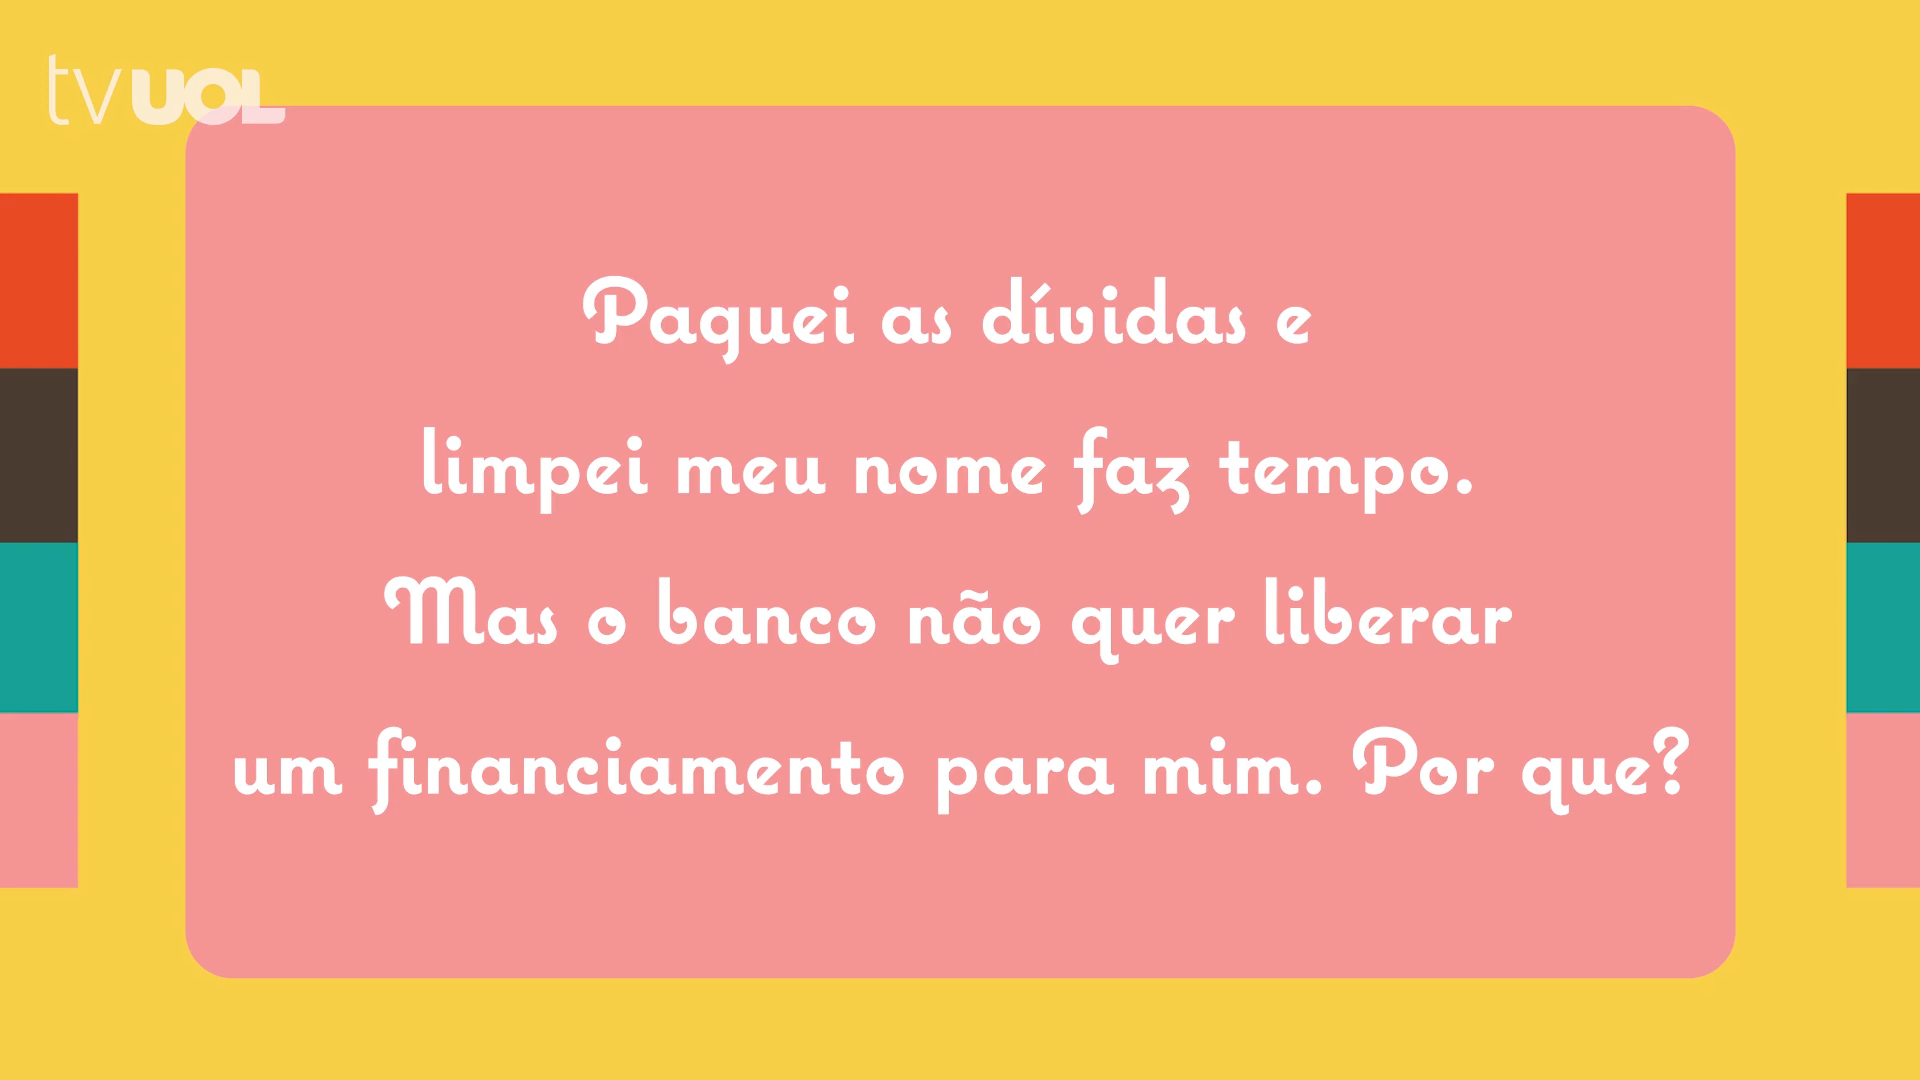 tvUOL
Paguei as dívidas e
limpei meu nome faz tempo.
Mas o banco não quer liberar
um financiamento para mim. Por que?